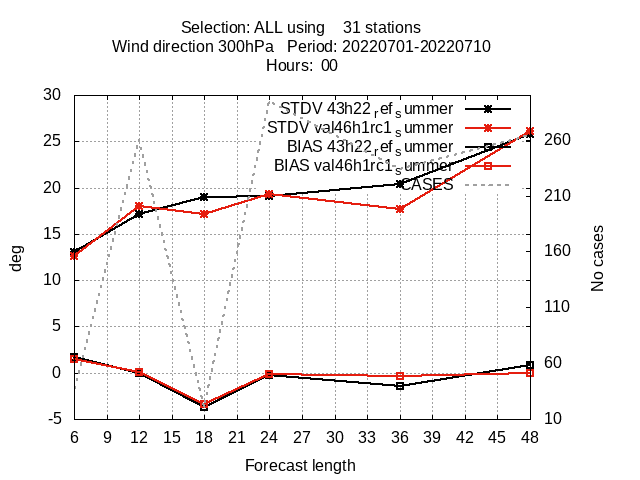 Selection: ALL using    31 stations
Wind direction 300hPa   Period: 20220701-20220710
Hours:  00
30
25
20
15
10
5
0
-5
deg
STDV 43h22_ref_summer
STDV val46h1rc1_summer
BIAS 43h22_ref_summer
BIAS val46h1rc1_summer
CASES
260
210
160
110
60
10
No cases
6 9 12 15 18 21 24 27 30 33 36 39 42 45 48
Forecast length